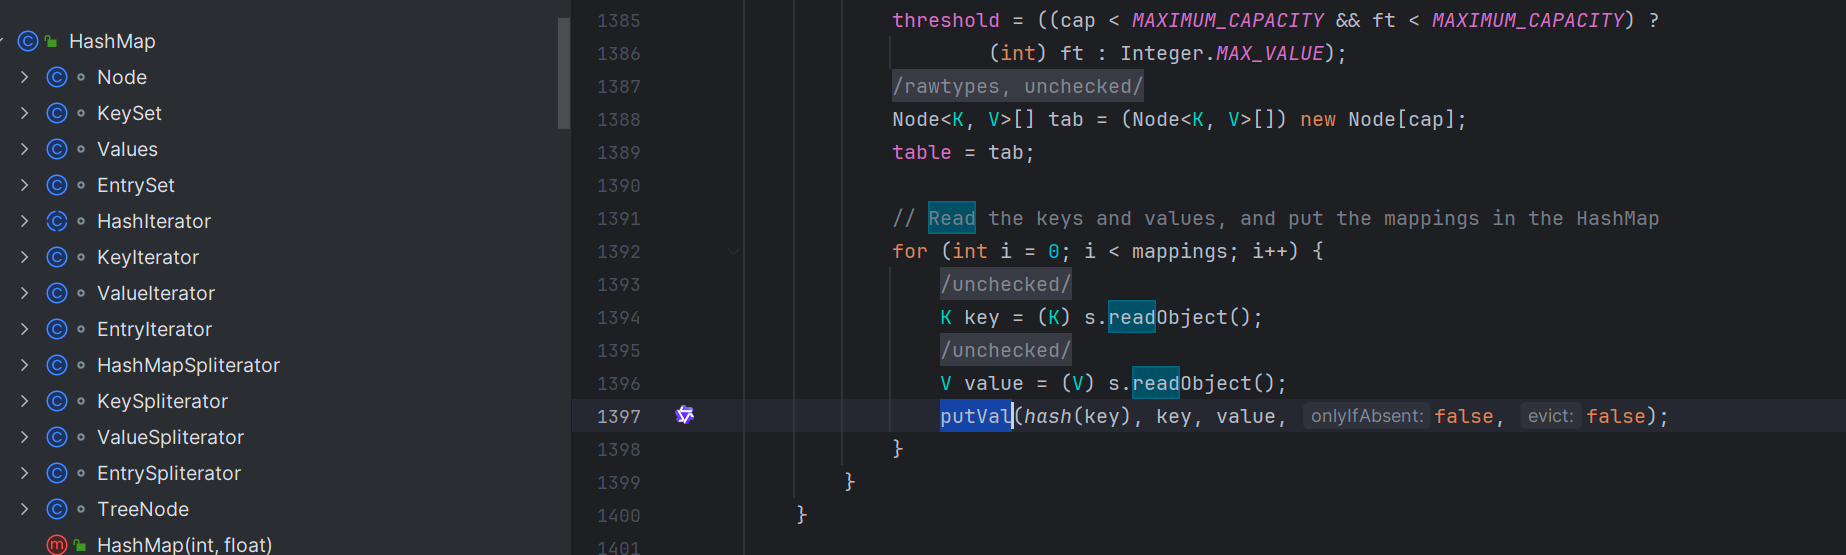 HashMap
Node
KeySet
Values
EntrySet
HashIterator
KeyIterator
ValueIterator
EntryIterator
HashMapSpliterator
KeySpliterator
ValueSpliterator
EntrySpliterator
TreeNode
HashMap(int, float)
1385 threshold = ((cap < MAXIMUM_CAPACITY && ft < MAXIMUM_CAPACITY) ?
1386 (int) ft : Integer.MAX_VALUE);
1387 /rawtypes, unchecked/
1388 Node<K, V>[] tab = (Node<K, V>[]) new Node[cap];
1389 table = tab;
1390
1391 // Read the keys and values, and put the mappings in the HashMap
1392 for (int i = 0; i < mappings; i++) {
1393 /unchecked/
1394 K key = (K) s.readObject();
1395 /unchecked/
1396 V value = (V) s.readObject();
1397 putVal(hash(key), key, value, onlyIfAbsent: false, evict: false);
1398 }
1399 }
1400 }
1401